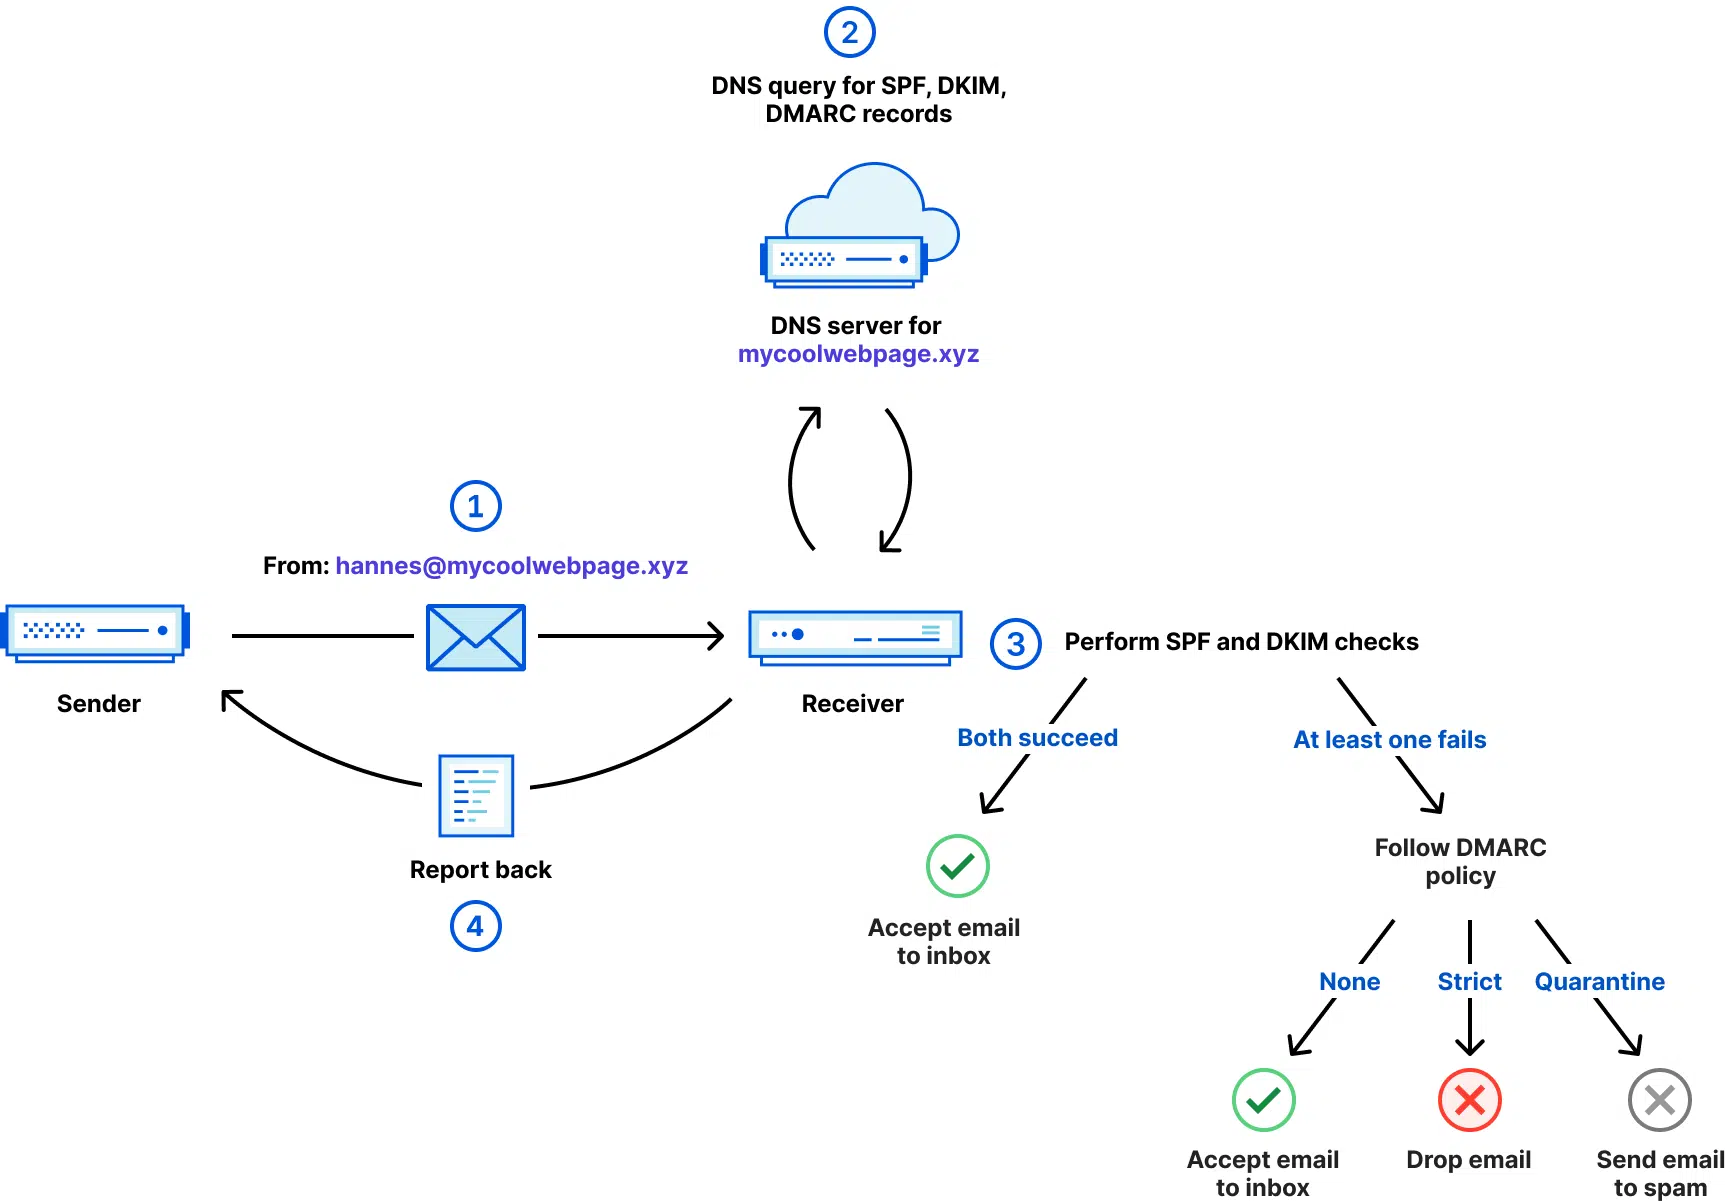 2
DNS query for SPF, DKIM,
DMARC records
DNS server for
mycoolwebpage.xyz
1
From: hannes@mycoolwebpage.xyz
Sender
Receiver
3
Perform SPF and DKIM checks
Both succeed
At least one fails
Report back
4
Accept email
to inbox
Follow DMARC
policy
None
Strict
Quarantine
Accept email
to inbox
Drop email
Send email
to spam